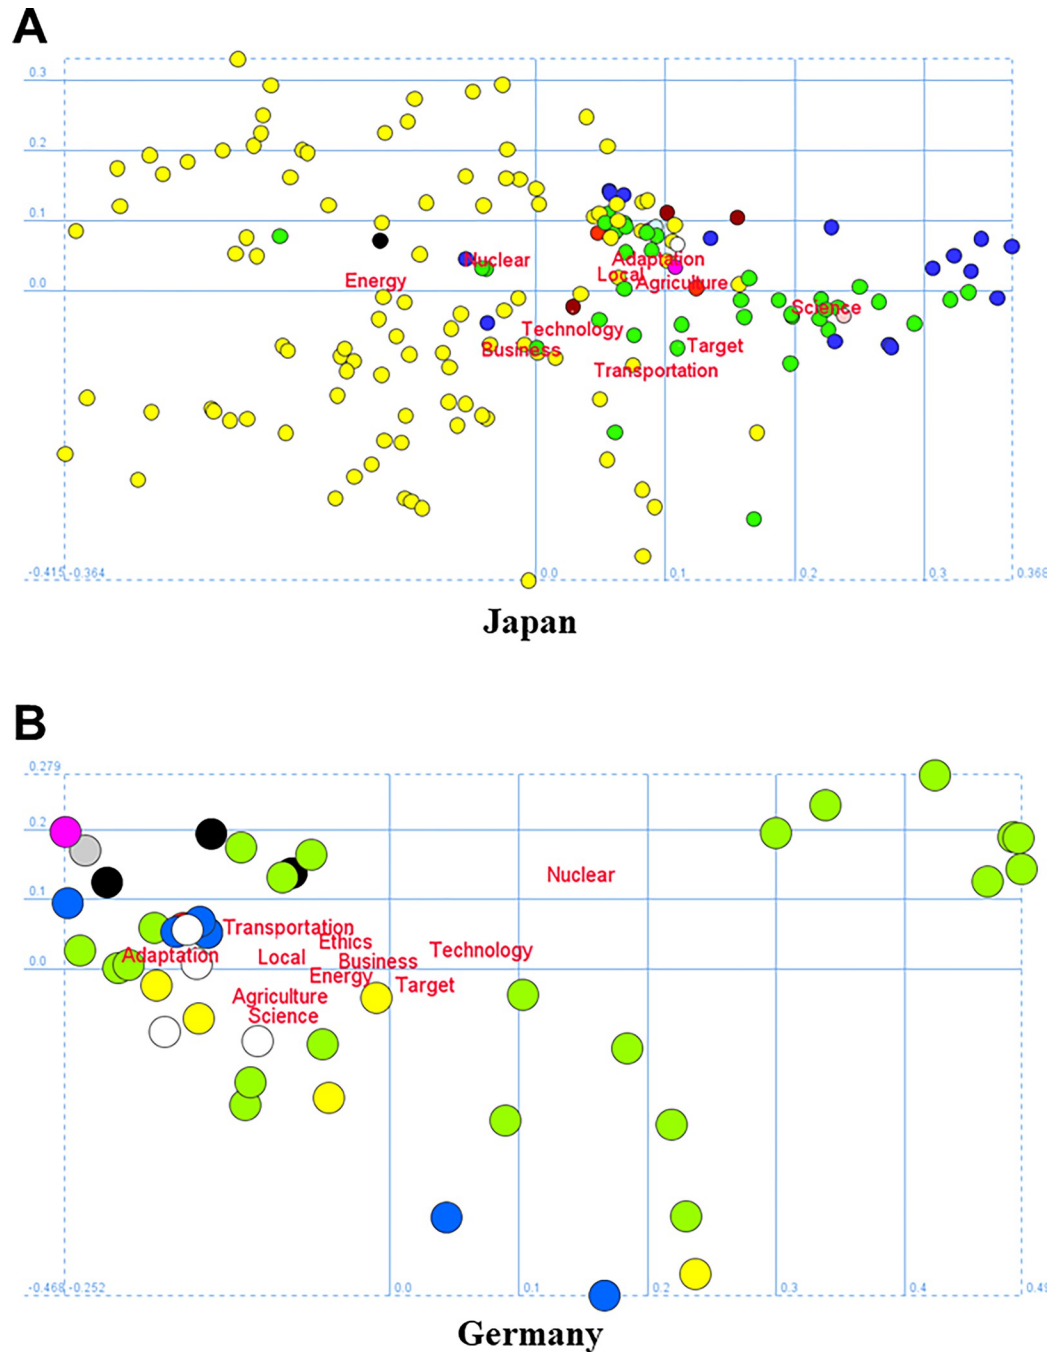 A
0.3
0.2
0.1
Nuclear
Adaptation
Local
Energy
Agriculture
0.0
Science
Technology
Business
Target
Transportation
-0.415 -0.364
0.0
0.1
0.2
0.3
0.368
Japan
B
0.279
0.2
Nuclear
0.1
Transportation
Ethics
Technology
Adaptation
Local
Business
0.0
Energy
Target
Agriculture
Science
-0.468 -0.252
0.0
0.1
0.2
0.3
0.4
Germany